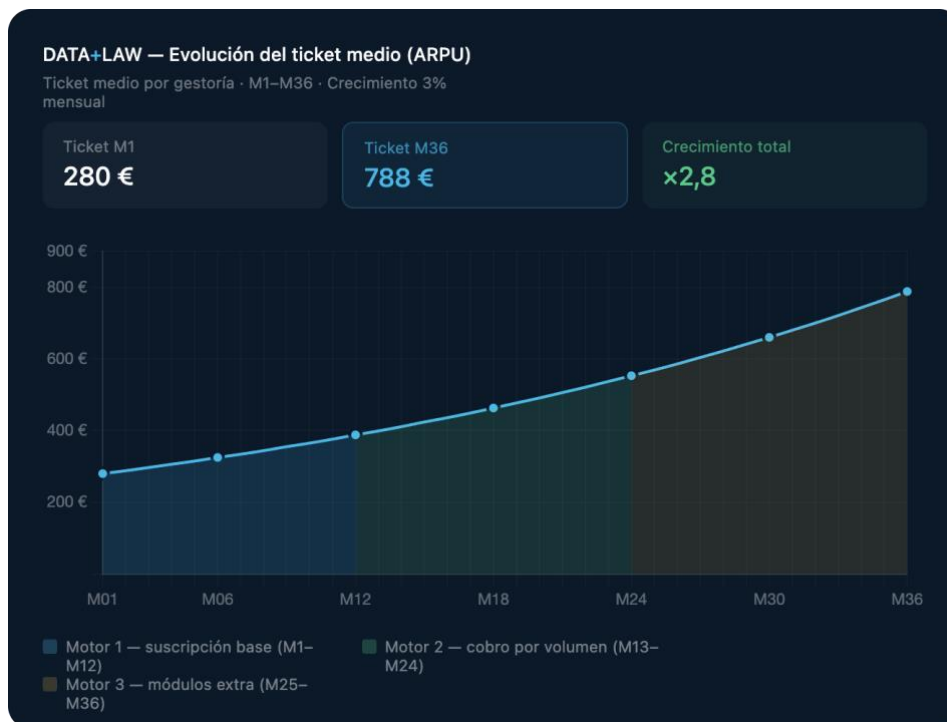 DATA+LAW — Evolución del ticket medio (ARPU)
Ticket medio por gestoría · M1–M36 · Crecimiento 3%
mensual
Ticket M1
280 €
Ticket M36
788 €
Crecimiento total
×2,8
900 €
800 €
600 €
400 €
200 €
M01 M06 M12 M18 M24 M30 M36
Motor 1 — suscripción base (M1–
M12)
Motor 2 — cobro por volumen (M13–
M24)
Motor 3 — módulos extra (M25–
M36)